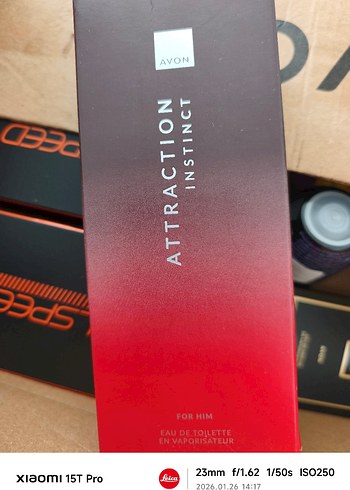 AVON
ATTRACTION
INSTINCT
FOR HIM
EAU DE TOILETTE
EN VAPORISATEUR
SPEED
SPEED
XIAOMI 15T Pro
Leica
23mm f/1.62 1/50s ISO250
2026.01.26 14:17